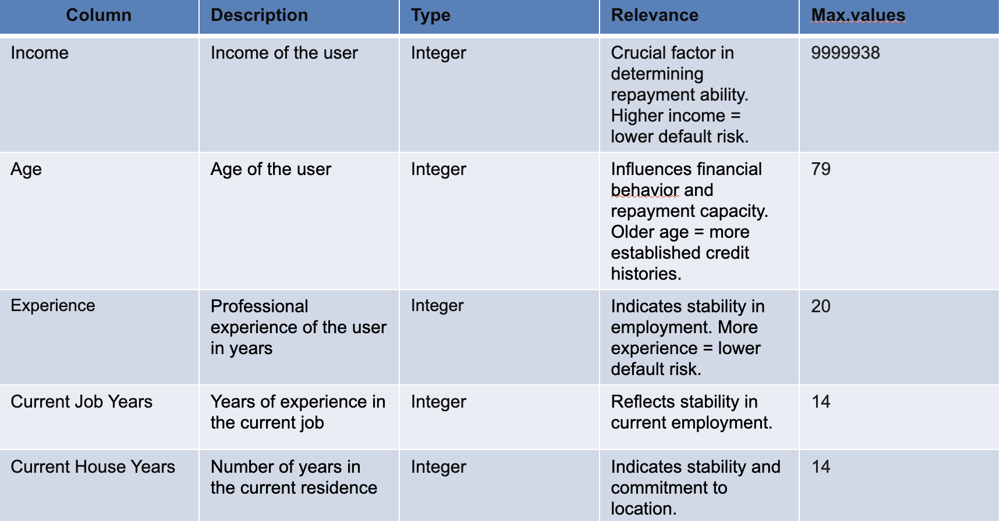 Column Description Type Relevance Max.values
Income Income of the user Integer Crucial factor in 9999938
determining
repayment ability.
Higher income =
lower default risk.
Age Age of the user Integer Influences financial 79
behavior and
repayment capacity.
Older age = more
established credit
histories.
Experience Professional Integer Indicates stability in 20
experience of the user employment. More
in years experience = lower
default risk.
Current Job Years Years of experience in Integer Reflects stability in 14
the current job current employment.
Current House Years Number of years in Integer Indicates stability and 14
the current residence commitment to
location.